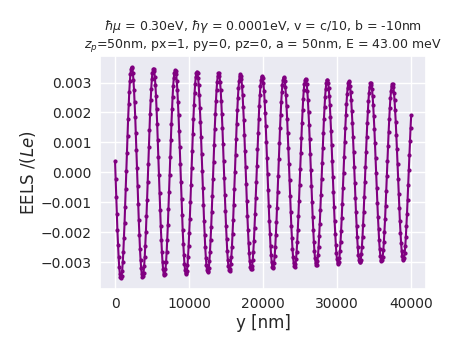 ℏμ = 0.30eV, ℏγ = 0.0001eV, v = c/10, b = -10nm
z_p=50nm, px=1, py=0, pz=0, a = 50nm, E = 43.00 meV
EELS /(Le)
0.003
0.002
0.001
0.000
−0.001
−0.002
−0.003
0 10000 20000 30000 40000
y [nm]